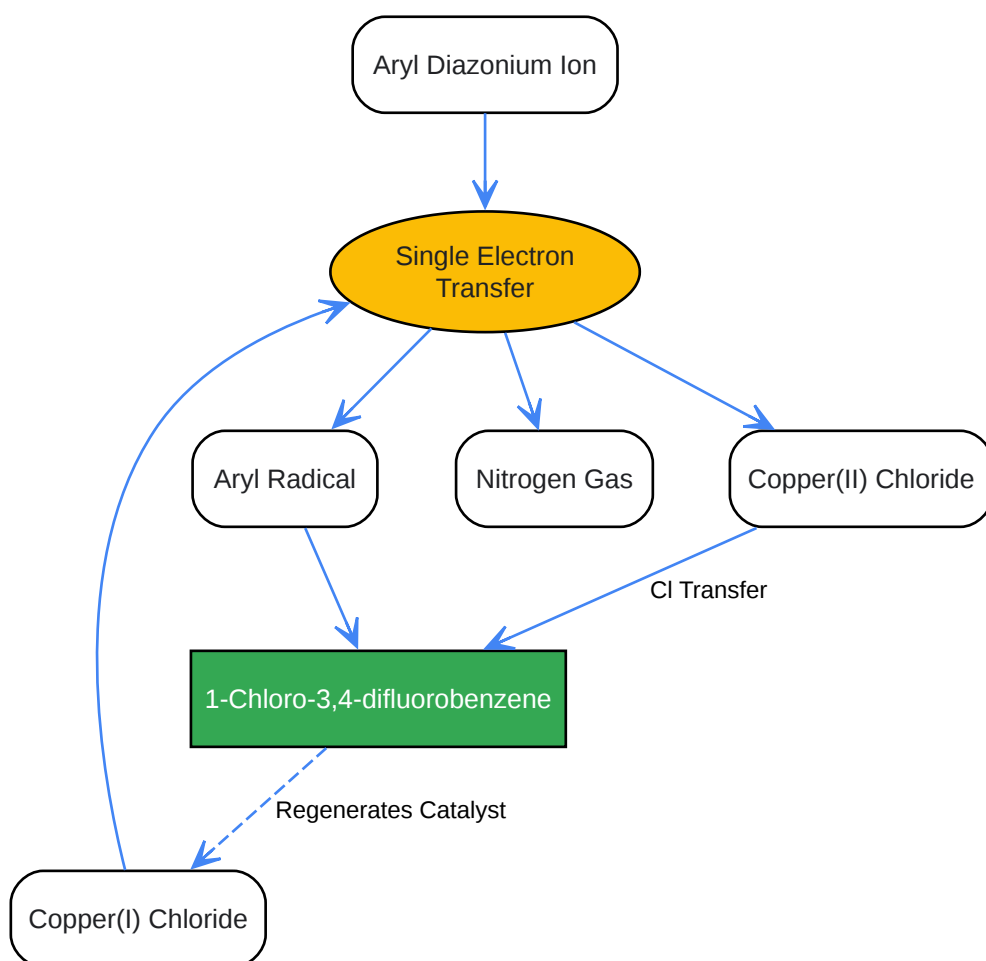 Aryl Diazonium Ion
Single Electron
Transfer
Aryl Radical
Nitrogen Gas
Copper(II) Chloride
Cl Transfer
1-Chloro-3,4-difluorobenzene
Regenerates Catalyst
Copper(I) Chloride